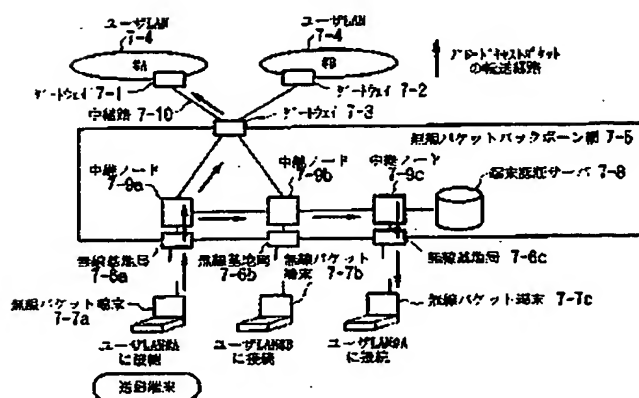 ユーザLAN
7-4
#A
ユーザLAN
7-4
#B
ブロードキャストパケット
の転送経路
ゲートウェイ 7-1
ゲートウェイ 7-2
中継路 7-10
ゲートウェイ 7-3
無線パケットバックボーン網 7-5
中継ノード
7-9a
中継ノード
7-9b
中継ノード
7-9c
端末認証サーバ 7-8
無線基地局
7-6a
無線基地局
7-6b
無線パケット
端末 7-7b
無線基地局 7-6c
無線パケット端末
7-7a
無線パケット端末 7-7c
ユーザLAN#A
に接続
ユーザLAN#B
に接続
ユーザLAN#A
に接続
送信端末